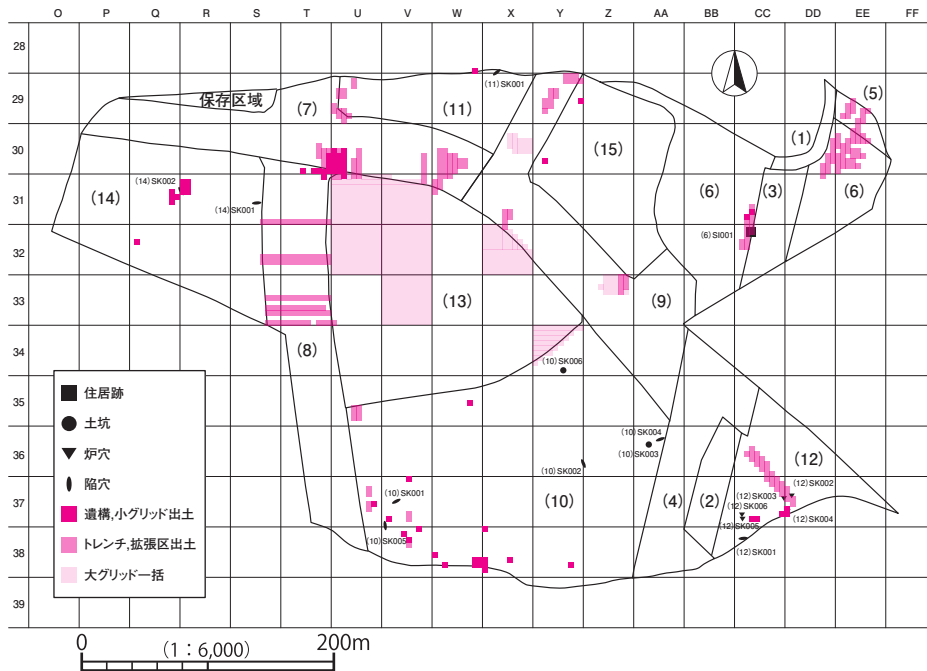 O P Q R S T U V W X Y Z AA BB CC DD EE FF
28
29
30
31
32
33
34
35
36
37
38
39
保存区域
(7)
(11)
(11)SK001
(5)
(1)
(15)
(14)
(14)SK002
(14)SK001
(6)
(3)
(6)
(6)SI001
(13)
(9)
(8)
(10)SK006
(10)SK004
(10)SK003
(10)SK002
(10)SK001
(10)
(10)SK005
(4)
(2)
(12)
(12)SK002
(12)SK003
(12)SK006
(12)SK004
(12)SK005
(12)SK001
住居跡
土坑
炉穴
陥穴
遺構,小グリッド出土
トレンチ,拡張区出土
大グリッド一括
0 (1：6,000) 200m